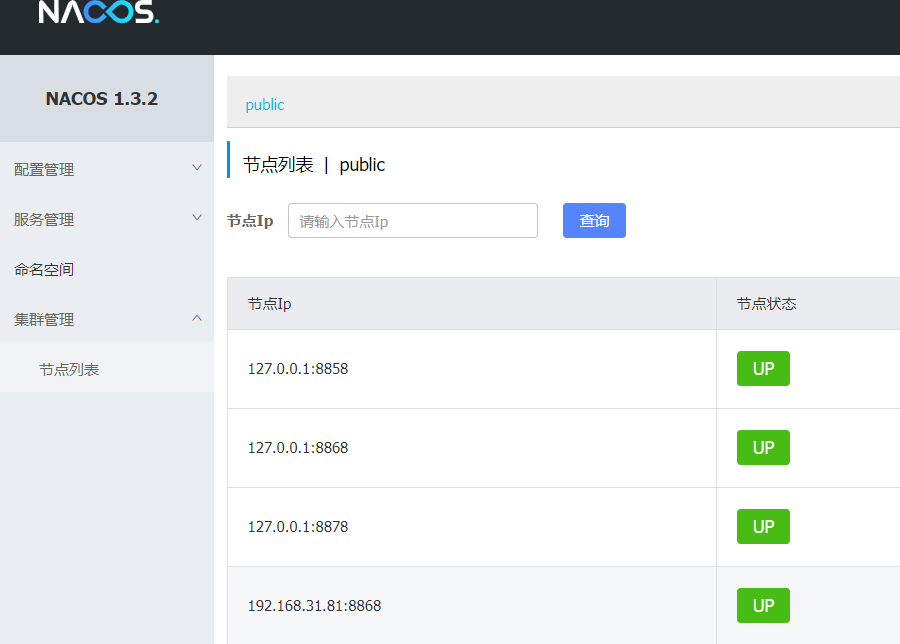 NACOS.
NACOS 1.3.2
配置管理
服务管理
命名空间
集群管理
节点列表
public
节点列表 | public
节点Ip 请输入节点Ip 查询
节点Ip 节点状态
127.0.0.1:8858 UP
127.0.0.1:8868 UP
127.0.0.1:8878 UP
192.168.31.81:8868 UP